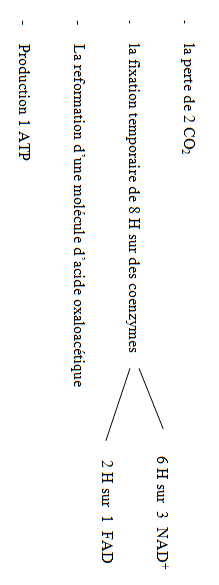 - la perte de 2 CO₂
- la fixation temporaire de 8 H sur des coenzymes
6 H sur 3 NAD⁺
2 H sur 1 FAD
- La reformation d'une molécule d'acide oxaloacétique
- Production 1 ATP